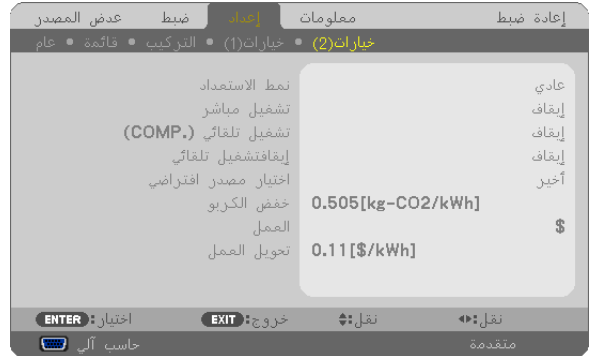 عرض المصدر ضبط إعداد معلومات إعادة ضبط
عام • قائمة • التركيب • خيارات(1) • خيارات(2)
نمط الاستعداد عادي
تشغيل مباشر إيقاف
تشغيل تلقائي (COMP.) إيقاف
إيقافتشغيل تلقائي إيقاف
اختيار مصدر افتراضي أخير
خفض الكربو 0.505[kg-CO2/kWh]
العمل $
تحويل العمل 0.11[$/kWh]
ENTER :اختيار EXIT :خروج نقل: نقل:
حاسب آلي متقدمة